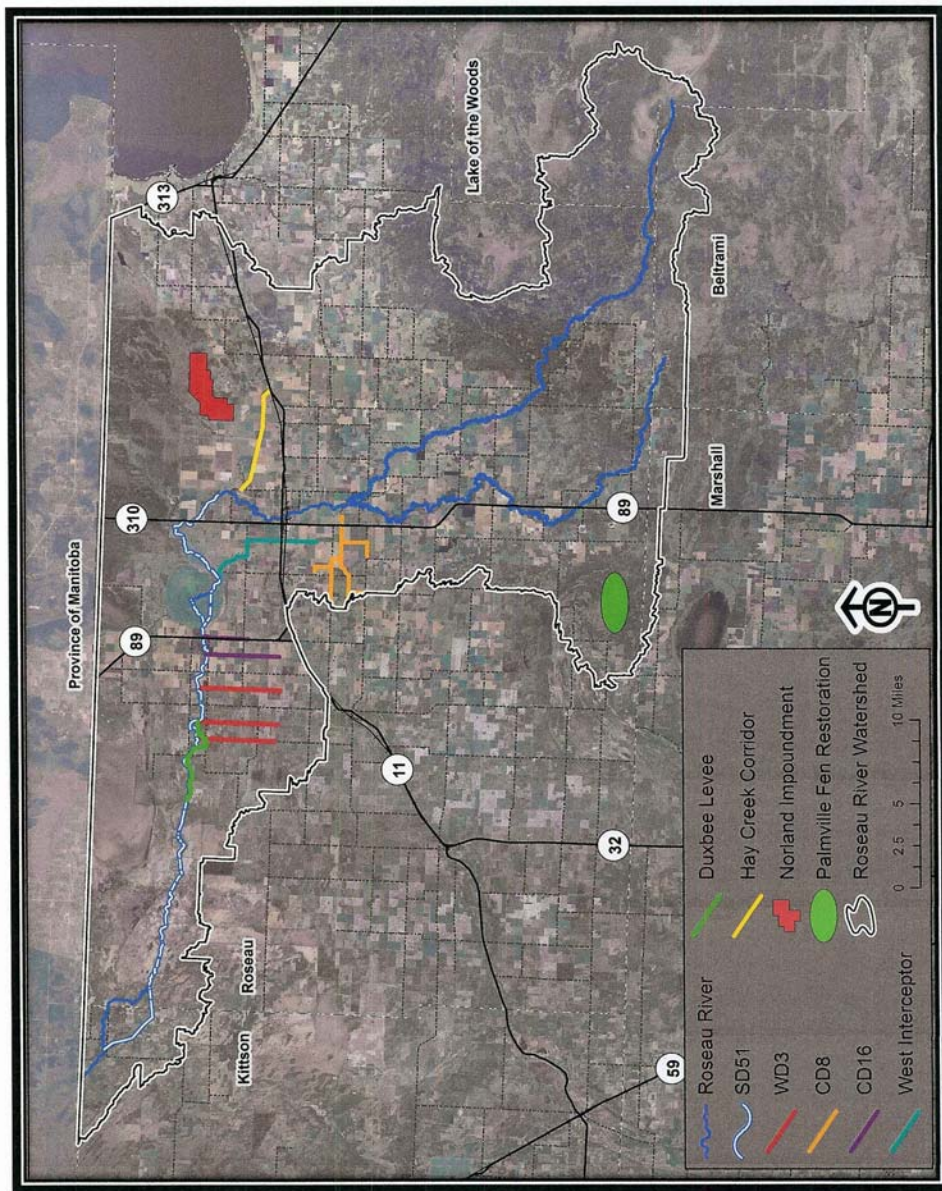 Province of Manitoba
313
310
89
Lake of the Woods
Kittson
Roseau
11
32
59
89
Marshall
Beltrami
N
Roseau River
SD51
WD3
CD8
CD16
West Interceptor
Duxbee Levee
Hay Creek Corridor
Norland Impoundment
Palmville Fen Restoration
Roseau River Watershed
0 2.5 5 10 Miles